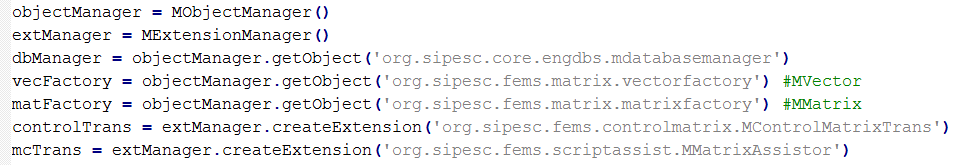 objectManager = MObjectManager()
extManager = MExtensionManager()
dbManager = objectManager.getObject('org.sipesc.core.engdbs.mdatabasemanager')
vecFactory = objectManager.getObject('org.sipesc.fems.matrix.vectorfactory') #MVector
matFactory = objectManager.getObject('org.sipesc.fems.matrix.matrixfactory') #MMatrix
controlTrans = extManager.createExtension('org.sipesc.fems.controlmatrix.MControlMatrixTrans')
mcTrans = extManager.createExtension('org.sipesc.fems.scriptassist.MMatrixAssistor')